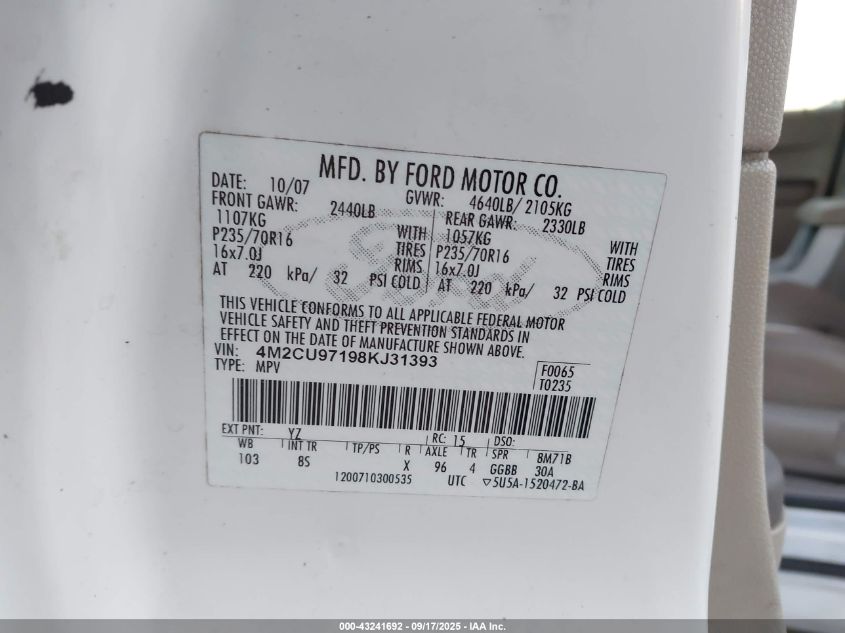 MFD. BY FORD MOTOR CO.
DATE: 10/07 GVWR: 4640LB/ 2105KG
FRONT GAWR: 2440LB REAR GAWR: 2330LB
1107KG WITH 1057KG WITH
P235/70R16 TIRES P235/70R16 TIRES
16x7.0J RIMS 16x7.0J RIMS
AT 220 kPa/ 32 PSI COLD AT 220 kPa/ 32 PSI COLD
THIS VEHICLE CONFORMS TO ALL APPLICABLE FEDERAL MOTOR
VEHICLE SAFETY AND THEFT PREVENTION STANDARDS IN
EFFECT ON THE DATE OF MANUFACTURE SHOWN ABOVE.
VIN: 4M2CU97198KJ31393
TYPE: MPV
F0065
T0235
EXT PNT: YZ RC: 15 DSO:
WB INT TR TP/PS R AXLE TR SPR BM71B
103 8S X 96 4 GGBB 30A
1200710300535 UTC ▽5U5A-1520472-BA
Ford
000-43241692 - 09/17/2025 - IAA Inc.